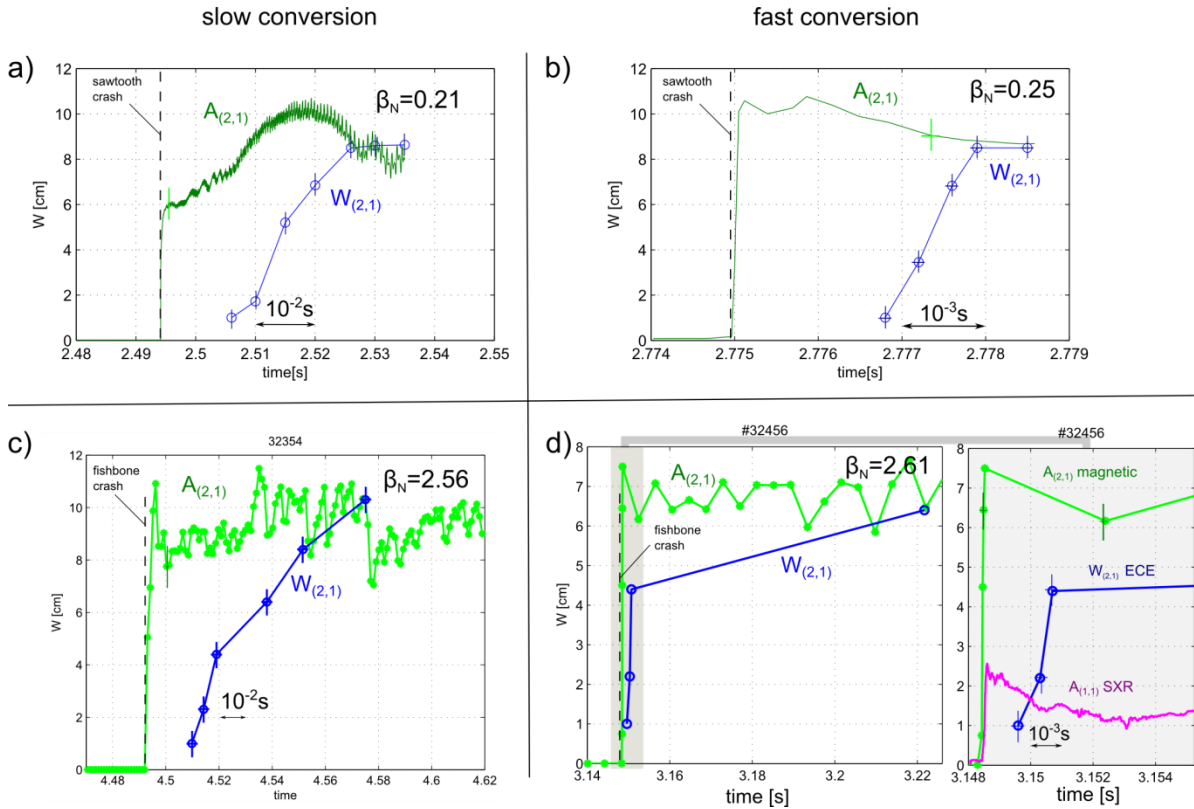 slow conversion
fast conversion
a)
12
10
8
6
4
2
0
W [cm]
sawtooth
crash
A(2,1)
βN=0.21
W(2,1)
10-2s
2.48 2.49 2.5 2.51 2.52 2.53 2.54 2.55
time[s]
b)
12
10
8
6
4
2
0
W [cm]
sawtooth
crash
A(2,1)
βN=0.25
W(2,1)
10-3s
2.774 2.775 2.776 2.777 2.778 2.779
time[s]
c)
32354
12
10
8
6
4
2
0
W [cm]
fishbone
crash
A(2,1)
βN=2.56
W(2,1)
10-2s
4.48 4.5 4.52 4.54 4.56 4.58 4.6 4.62
time
d)
#32456
8
7
6
5
4
3
2
1
0
W [cm]
A(2,1)
βN=2.61
fishbone
crash
W(2,1)
3.14 3.16 3.18 3.2 3.22
time [s]
#32456
8
7
6
5
4
3
2
1
0
A(2,1) magnetic
W(2,1) ECE
A(1,1) SXR
10-3s
3.148 3.15 3.152 3.154
time [s]